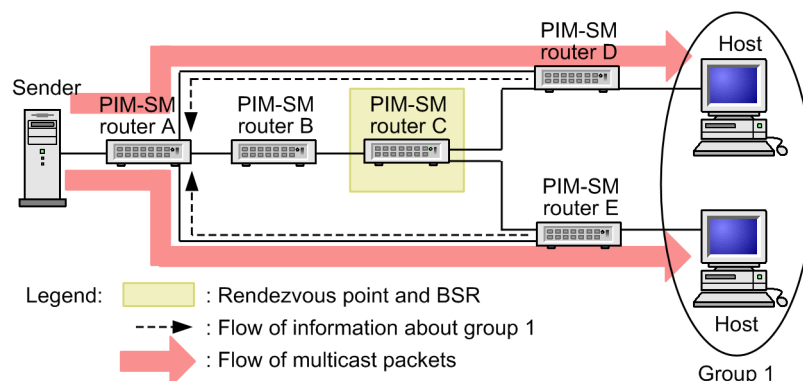 PIM-SM
router D
Host
Sender
PIM-SM
router A
PIM-SM
router B
PIM-SM
router C
PIM-SM
router E
Host
Legend:
: Rendezvous point and BSR
: Flow of information about group 1
: Flow of multicast packets
Group 1